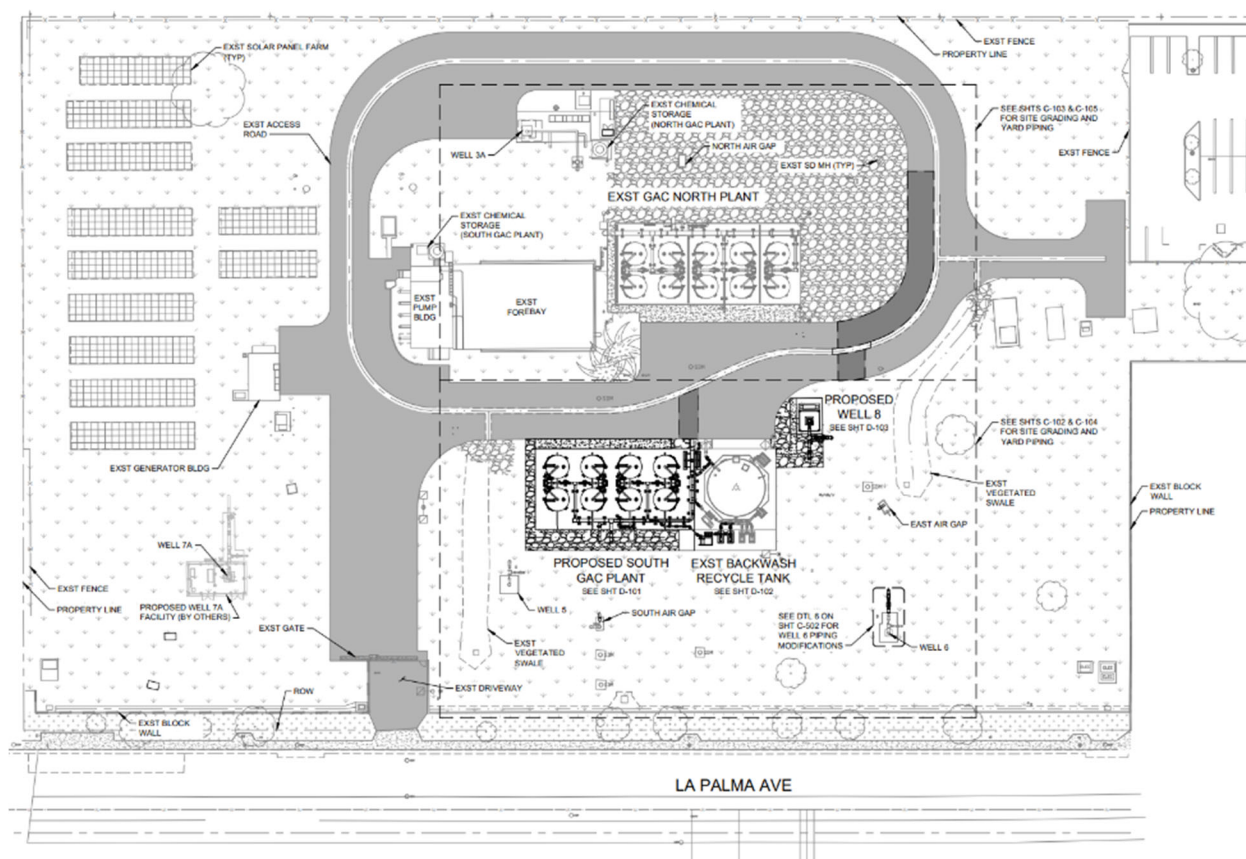 EXST SOLAR PANEL FARM
(TYP)
EXST FENCE
PROPERTY LINE
EXST ACCESS
ROAD
EXST CHEMICAL
STORAGE
(NORTH GAC PLANT)
SEE SHTS C-103 & C-105
FOR SITE GRADING AND
YARD PIPING
WELL 3A
NORTH AIR GAP
EXST SD MH (TYP)
EXST FENCE
EXST GAC NORTH PLANT
EXST CHEMICAL
STORAGE
(SOUTH GAC PLANT)
EXST
PUMP
BLDG
EXST
FOREBAY
PROPOSED
WELL 8
SEE SHT D-103
SEE SHTS C-102 & C-104
FOR SITE GRADING AND
YARD PIPING
EXST GENERATOR BLDG
EXST
VEGETATED
SWALE
EXST BLOCK
WALL
PROPERTY LINE
EAST AIR GAP
WELL 7A
PROPOSED SOUTH
GAC PLANT
SEE SHT D-101
EXST BACKWASH
RECYCLE TANK
SEE SHT D-102
EXST FENCE
PROPERTY LINE
PROPOSED WELL 7A
FACILITY (BY OTHERS)
WELL 5
SOUTH AIR GAP
SEE DTL 6 ON
SHT C-502 FOR
WELL 6 PIPING
MODIFICATIONS
WELL 6
EXST GATE
EXST
VEGETATED
SWALE
ROW
EXST DRIVEWAY
EXST BLOCK
WALL
LA PALMA AVE